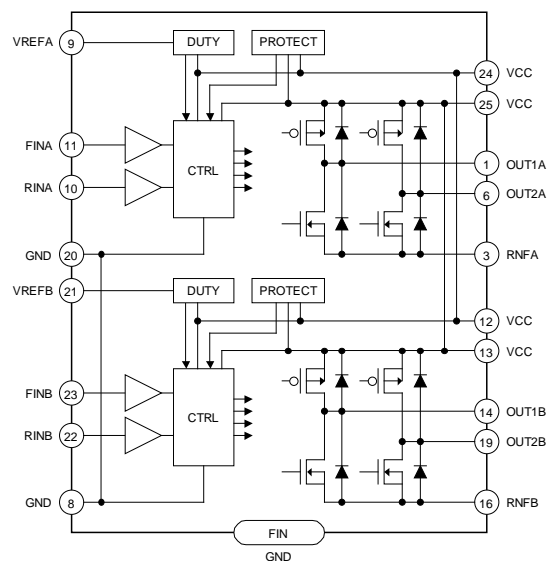 VREFA 9 DUTY PROTECT
24 VCC
25 VCC
FINA 11
1 OUT1A
RINA 10 CTRL
6 OUT2A
GND 20
3 RNFA
VREFB 21 DUTY PROTECT
12 VCC
13 VCC
FINB 23
14 OUT1B
RINB 22 CTRL
19 OUT2B
GND 8
16 RNFB
FIN
GND